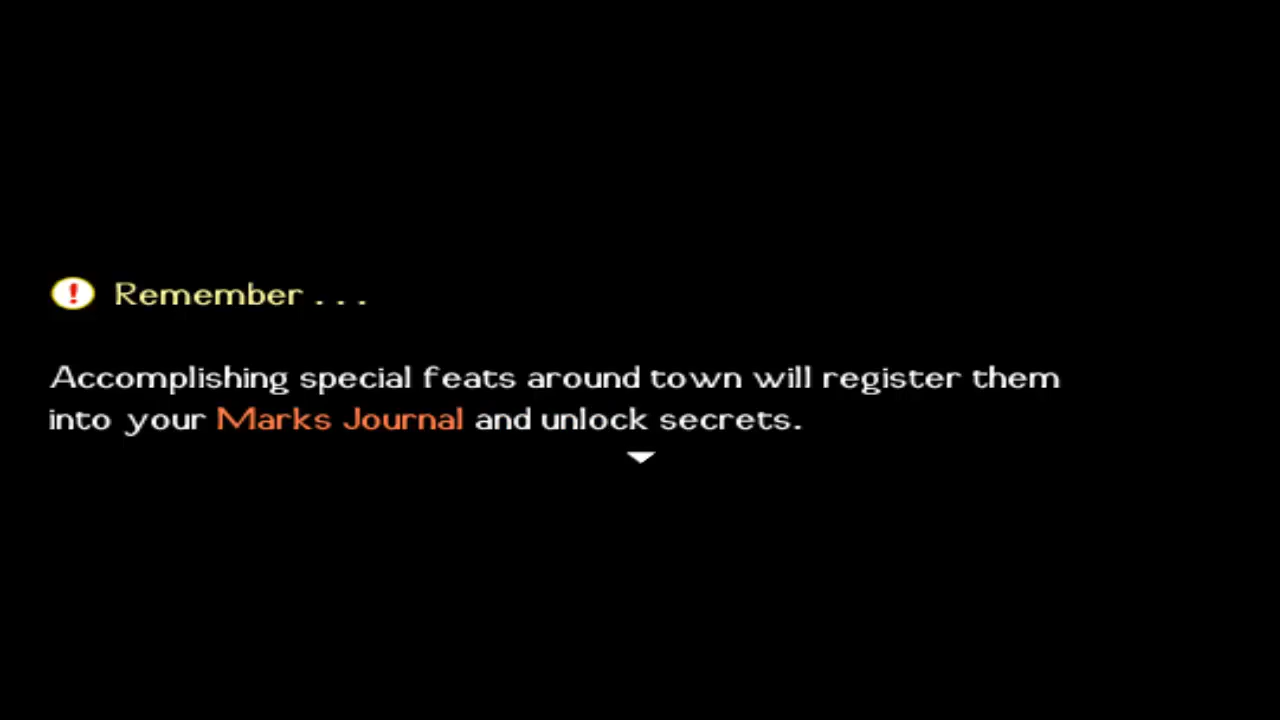 ! Remember . . .
Accomplishing special feats around town will register them
into your Marks Journal and unlock secrets.